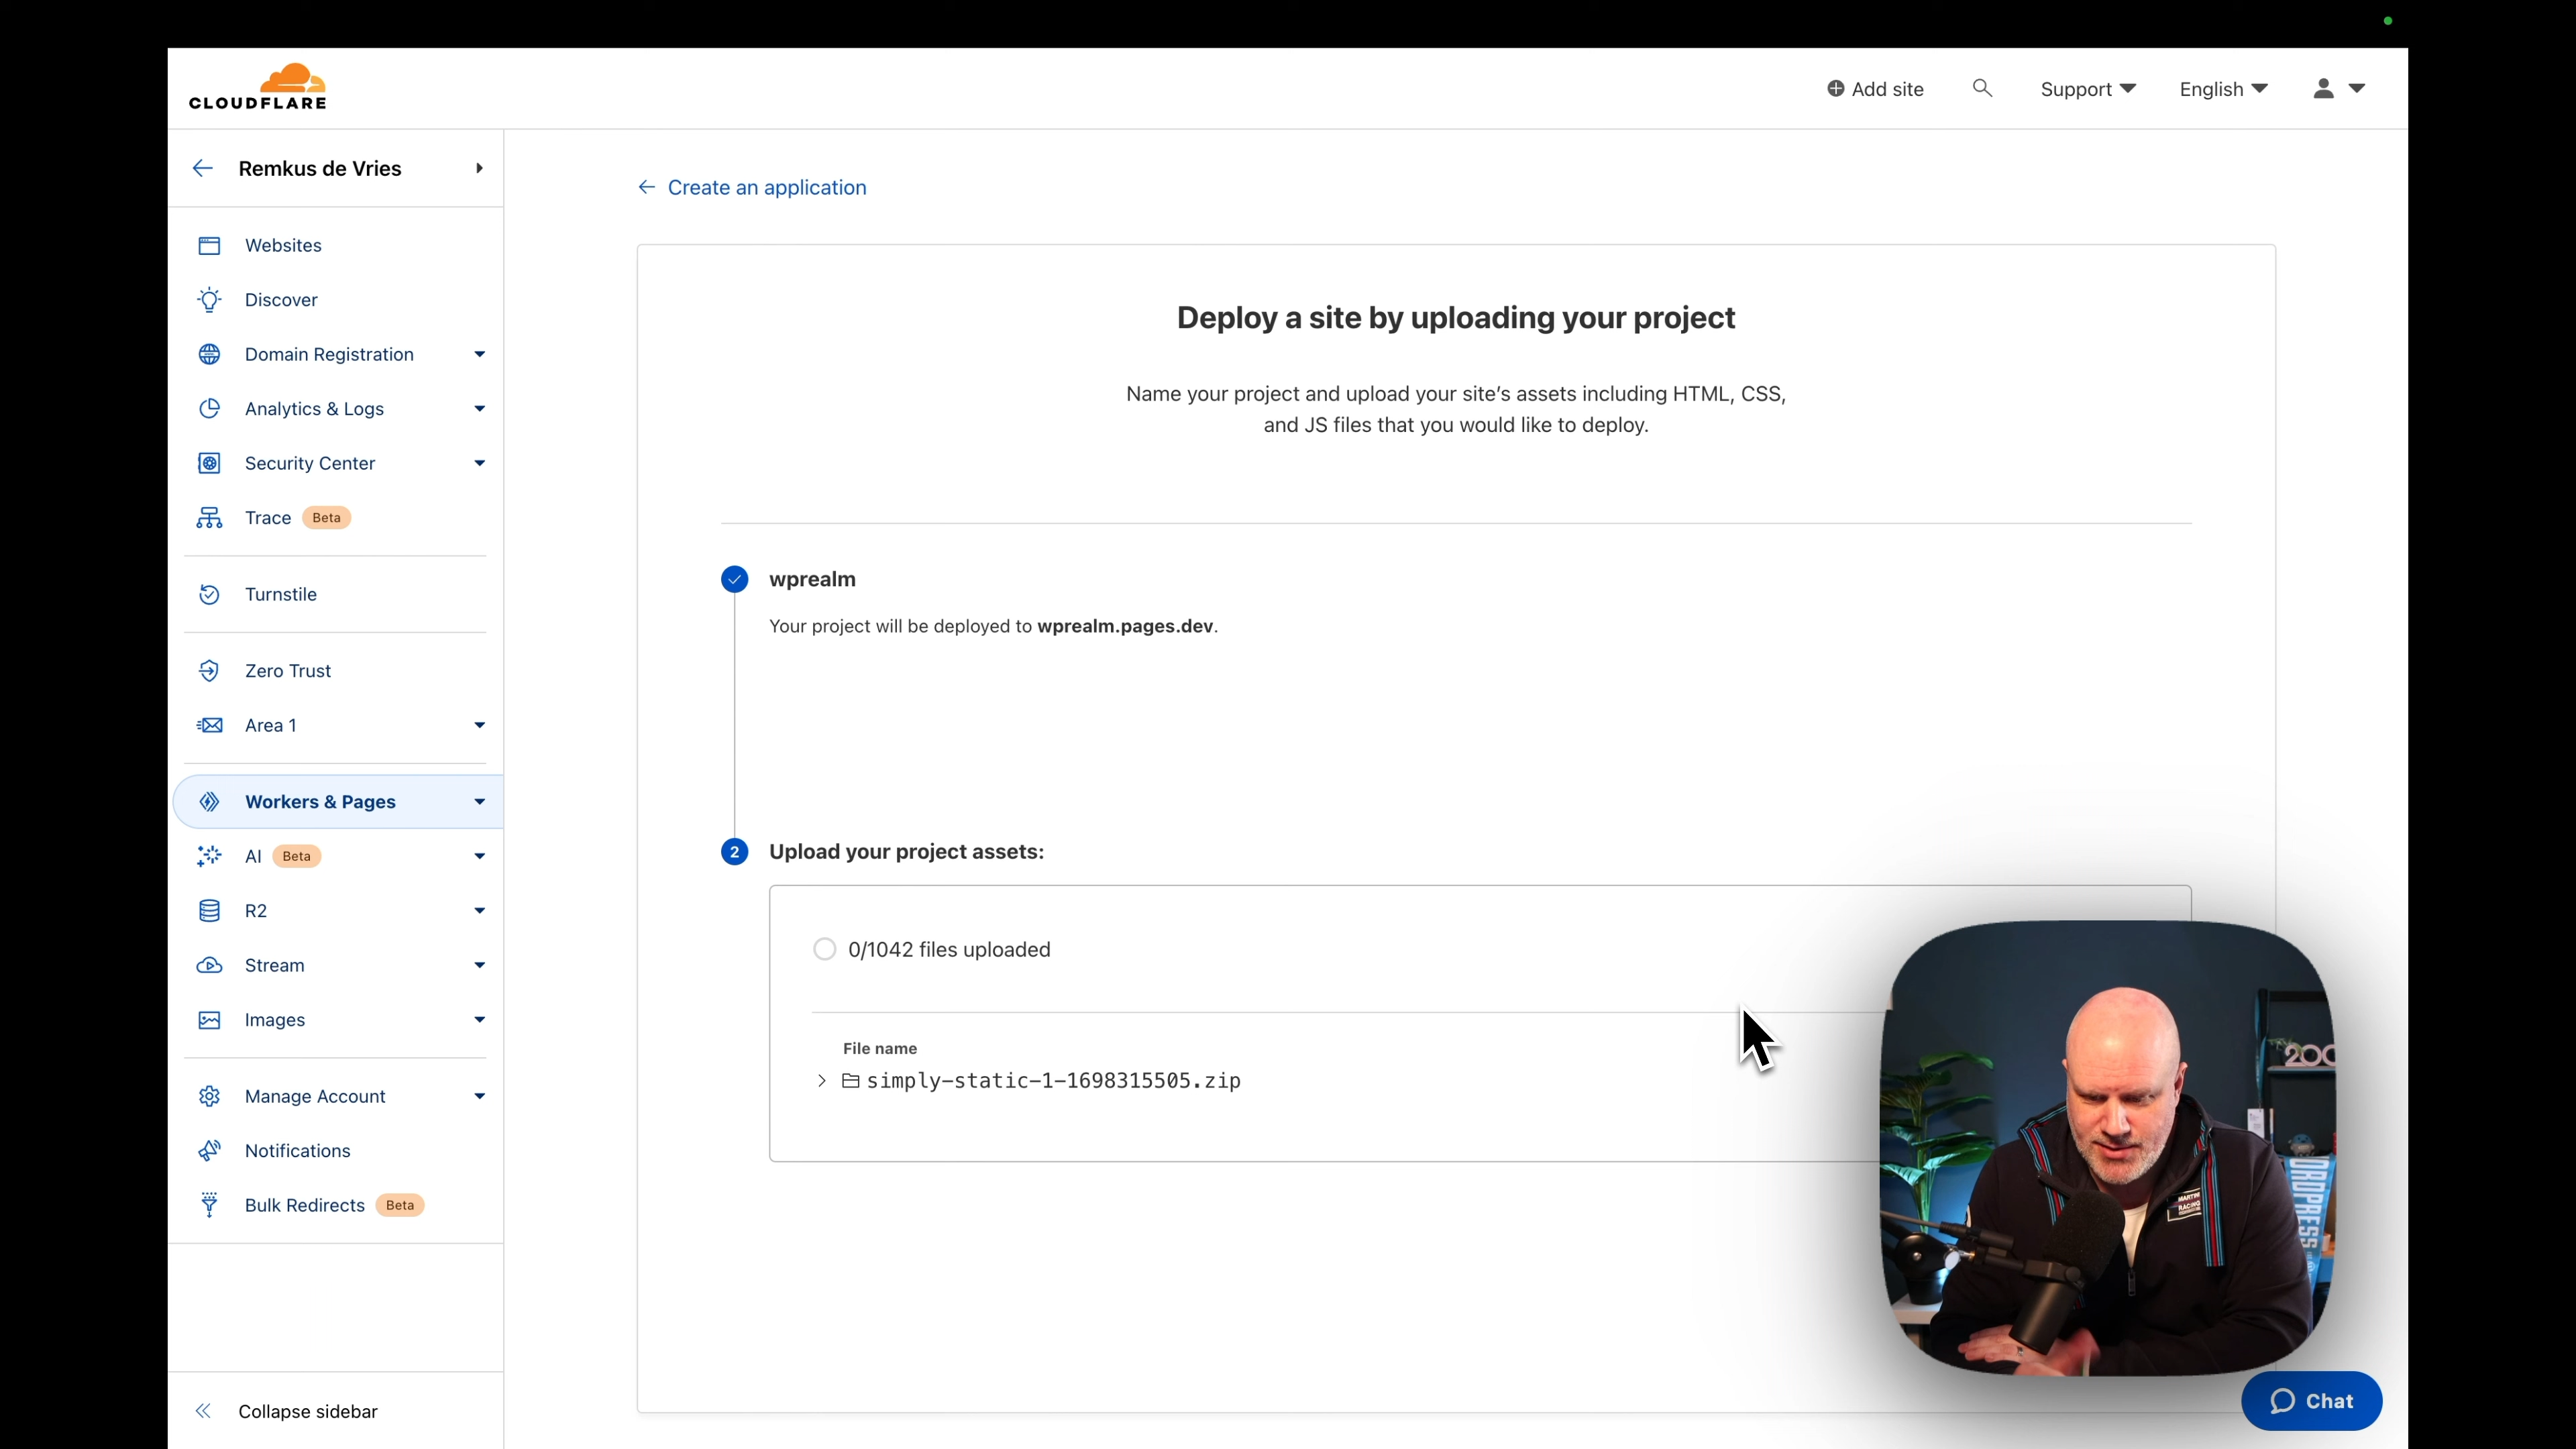 CLOUDFLARE
Add site
Support
English
Remkus de Vries
Websites
Discover
Domain Registration
Analytics & Logs
Security Center
Trace Beta
Turnstile
Zero Trust
Area 1
Workers & Pages
AI Beta
R2
Stream
Images
Manage Account
Notifications
Bulk Redirects Beta
Collapse sidebar
Create an application
Deploy a site by uploading your project
Name your project and upload your site’s assets including HTML, CSS,
and JS files that you would like to deploy.
wprealm
Your project will be deployed to wprealm.pages.dev.
2 Upload your project assets:
0/1042 files uploaded
File name
simply-static-1-1698315505.zip
200
MARTINI
RACING
DRDPRESS
Chat